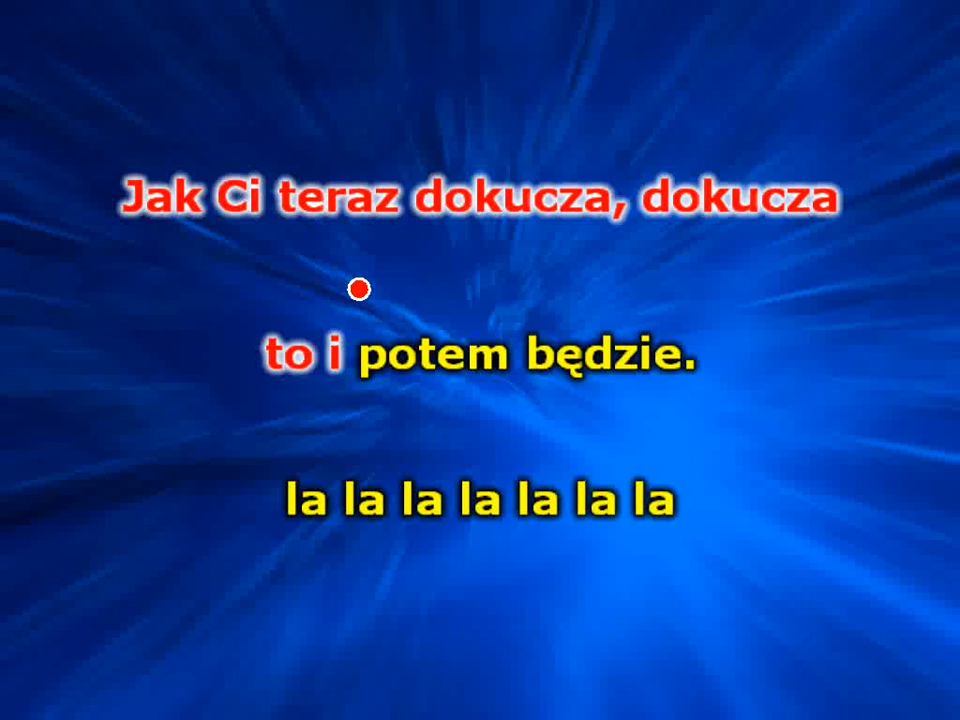 Jak Ci teraz dokucza, dokucza
to i potem będzie.
la la la la la la la